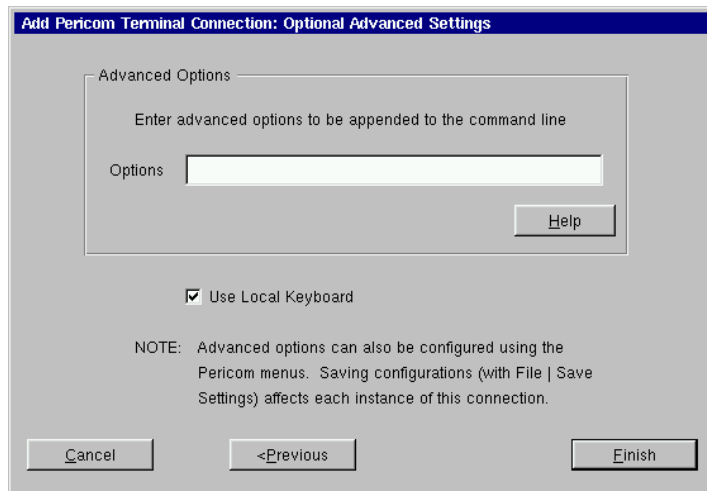 Add Pericom Terminal Connection: Optional Advanced Settings
Advanced Options
Enter advanced options to be appended to the command line
Options
Help
Use Local Keyboard
NOTE: Advanced options can also be configured using the
Pericom menus. Saving configurations (with File | Save
Settings) affects each instance of this connection.
Cancel
<Previous
Finish